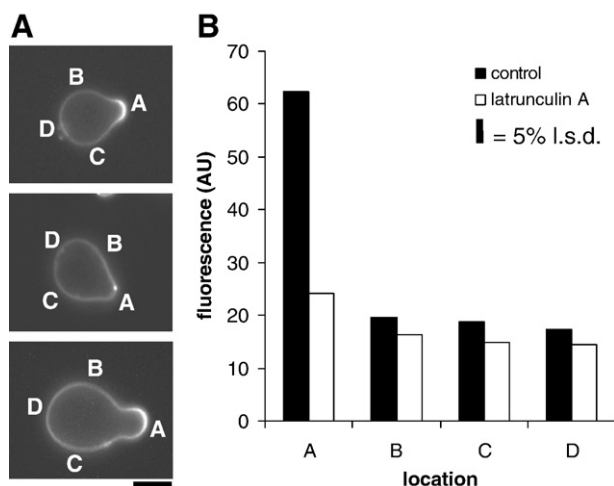 A
B
A
B
C
D
A
B
C
D
A
B
C
D
70
60
50
40
30
20
10
0
fluorescence (AU)
control
latrunculin A
= 5% l.s.d.
A B C D
location